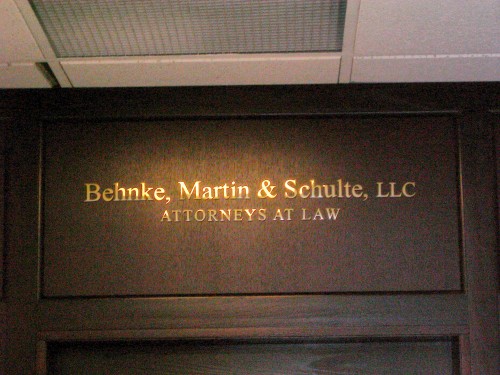 Behnke, Martin & Schulte, LLC
ATTORNEYS AT LAW